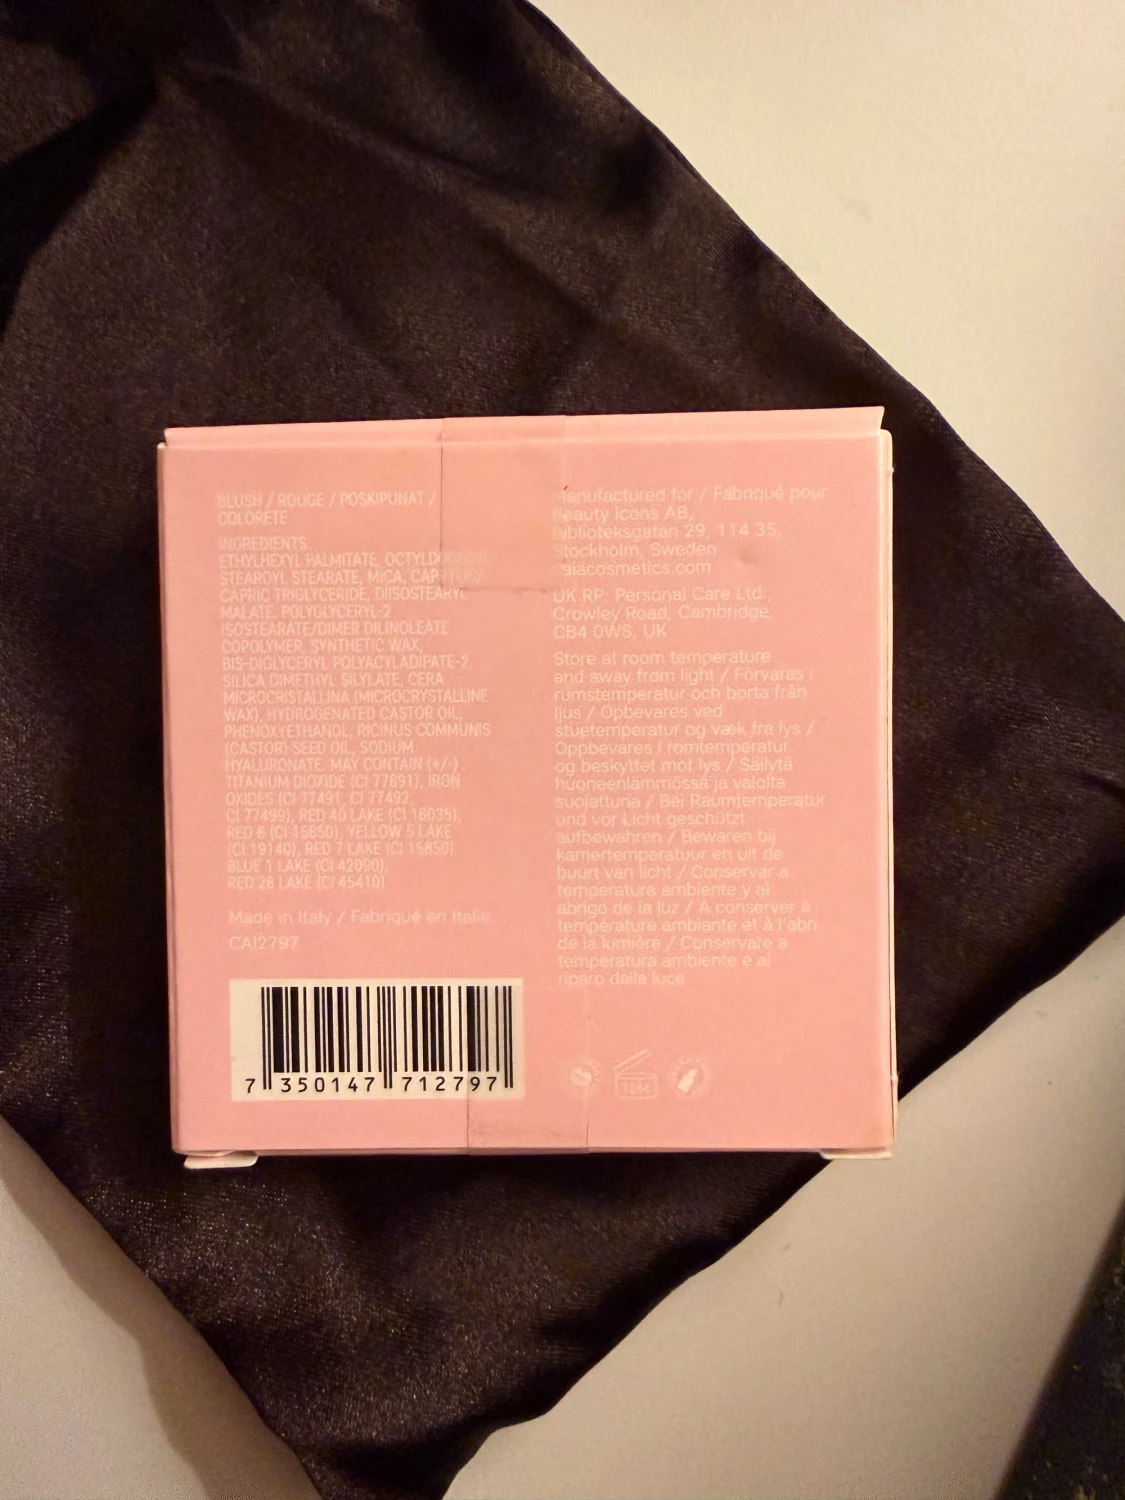 BLUSH / ROUGE / POSKIPUNAT /
COLORETE
INGREDIENTS:
ETHYLHEXYL PALMITATE, OCTYLDODECYL
STEAROYL STEARATE, MICA, CAPRYLIC/
CAPRIC TRIGLYCERIDE, DIISOSTEARYL
MALATE, POLYGLYCERYL-2
ISOSTEARATE/DIMER DILINOLEATE
COPOLYMER, SYNTHETIC WAX,
BIS-DIGLYCERYL POLYACYLADIPATE-2,
SILICA DIMETHYL SILYLATE, CERA
MICROCRISTALLINA (MICROCRYSTALLINE
WAX), HYDROGENATED CASTOR OIL,
PHENOXYETHANOL, RICINUS COMMUNIS
(CASTOR) SEED OIL, SODIUM
HYALURONATE. MAY CONTAIN (+/-):
TITANIUM DIOXIDE (CI 77891), IRON
OXIDES (CI 77491, CI 77492,
CI 77499), RED 40 LAKE (CI 16035),
RED 6 (CI 15850), YELLOW 5 LAKE
(CI 19140), RED 7 LAKE (CI 15850),
BLUE 1 LAKE (CI 42090),
RED 28 LAKE (CI 45410)
Made in Italy / Fabriqué en Italie
CAI2797
7 350147 712797
Manufactured for / Fabriqué pour:
Beauty Icons AB,
Biblioteksgatan 29, 114 35,
Stockholm, Sweden
caiacosmetics.com
UK RP: Personal Care Ltd.,
Crowley Road, Cambridge,
CB4 0WS, UK
Store at room temperature
and away from light / Förvaras i
rumstemperatur och borta från
ljus / Opbevares ved
stuetemperatur og væk fra lys /
Oppbevares i romtemperatur
og beskyttet mot lys / Säilytä
huoneenlämmössä ja valolta
suojattuna / Bei Raumtemperatur
und vor Licht geschützt
aufbewahren / Bewaren bij
kamertemperatuur en uit de
buurt van licht / Conservar a
temperatura ambiente y al
abrigo de la luz / A conserver à
température ambiante et à l'abri
de la lumière / Conservare a
temperatura ambiente e al
riparo dalla luce
12M